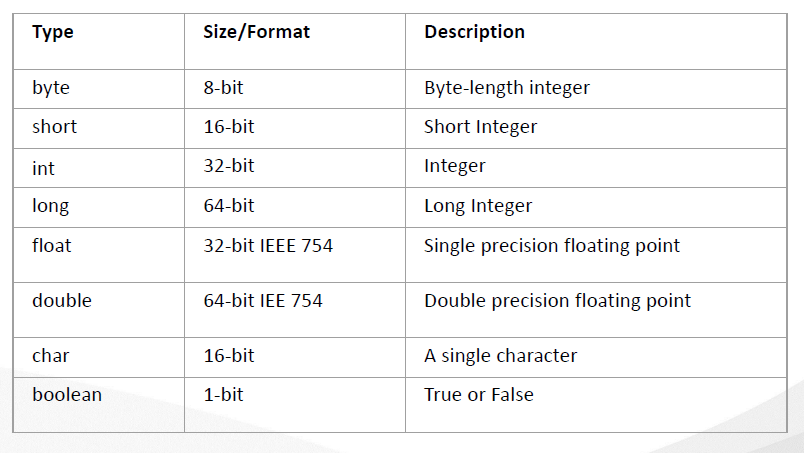 Type Size/Format Description
byte 8-bit Byte-length integer
short 16-bit Short Integer
int 32-bit Integer
long 64-bit Long Integer
float 32-bit IEEE 754 Single precision floating point
double 64-bit IEE 754 Double precision floating point
char 16-bit A single character
boolean 1-bit True or False